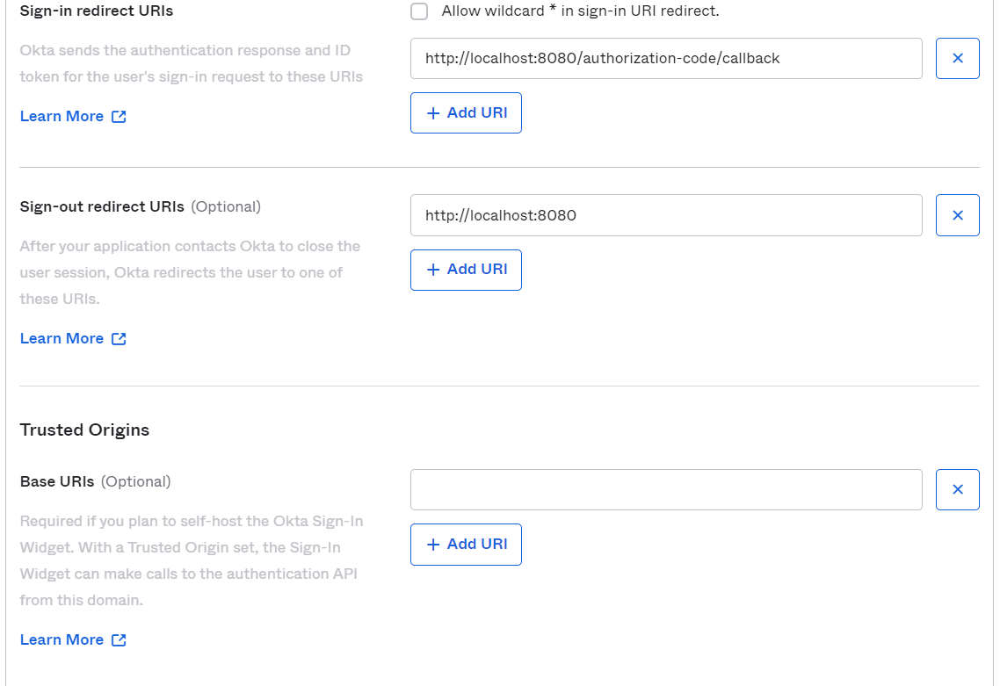 Sign-in redirect URIs
Allow wildcard * in sign-in URI redirect.
Okta sends the authentication response and ID
token for the user's sign-in request to these URIs
Learn More
http://localhost:8080/authorization-code/callback
+ Add URI
Sign-out redirect URIs (Optional)
After your application contacts Okta to close the
user session, Okta redirects the user to one of
these URIs.
Learn More
http://localhost:8080
+ Add URI
Trusted Origins
Base URIs (Optional)
Required if you plan to self-host the Okta Sign-In
Widget. With a Trusted Origin set, the Sign-In
Widget can make calls to the authentication API
from this domain.
Learn More
+ Add URI